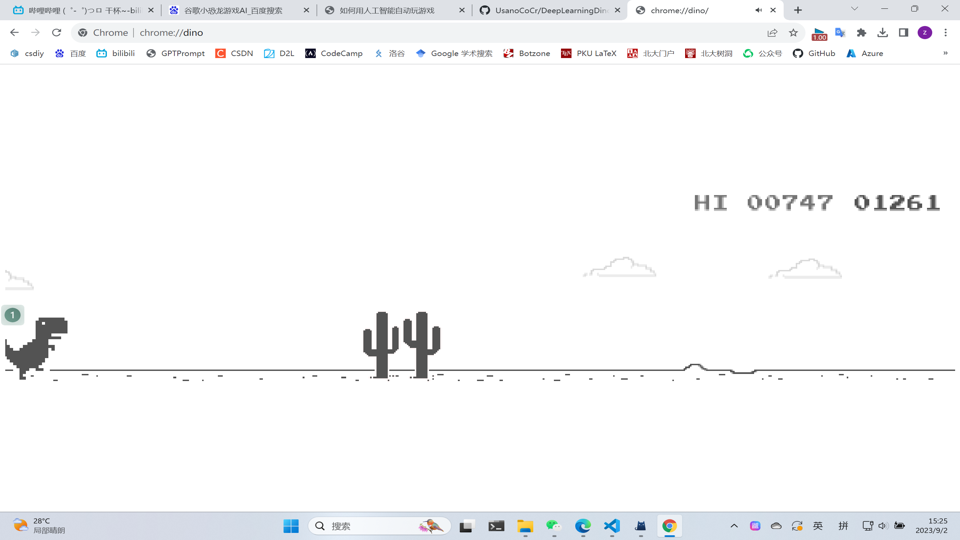 哔哩哔哩 (゜-゜)つロ 干杯~-bili
谷歌小恐龙游戏AI_百度搜索
如何用人工智能自动玩游戏
UsanoCoCr/DeepLearningDin
chrome://dino/
Chrome | chrome://dino
1.00
z
csdiy
百度
bilibili
GPTPrompt
CSDN
D2L
CodeCamp
洛谷
Google 学术搜索
Botzone
PKU LaTeX
北大门户
北大树洞
公众号
GitHub
Azure
»
HI 00747 01261
1
28°C
局部晴朗
搜索
英
拼
15:25
2023/9/2